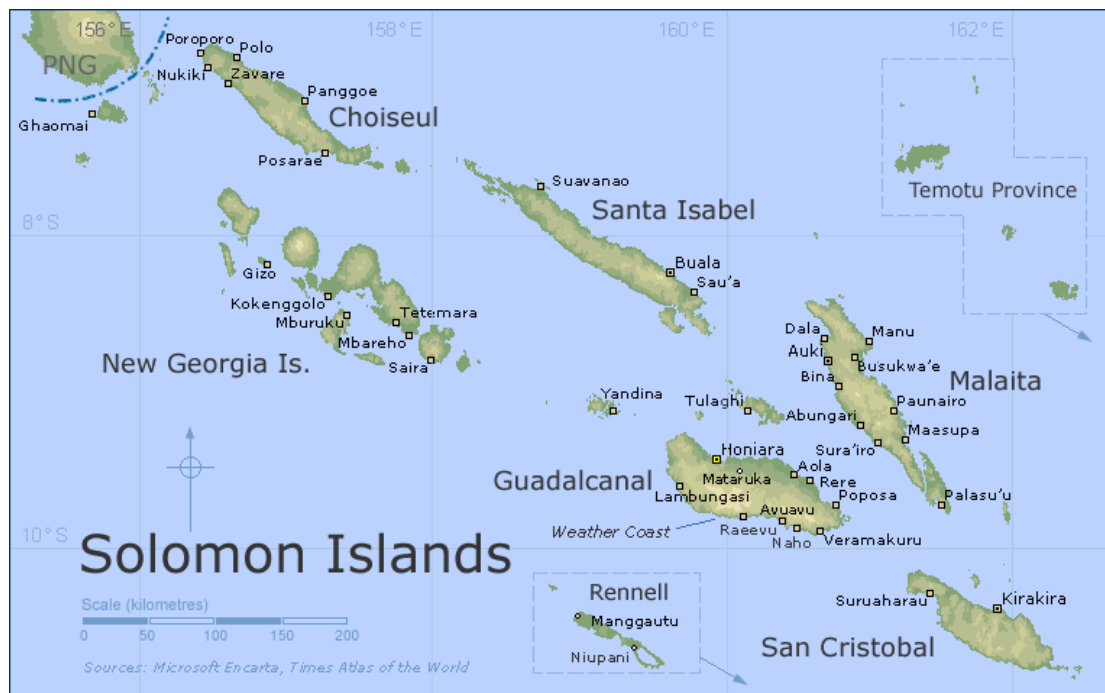 156°E
158°E
160°E
162°E
PNG
Poroporo
Polo
Nukiki
Zavare
Panggoe
Ghaomai
Choiseul
Posarae
Suavanao
Santa Isabel
Temotu Province
8°S
Gizo
Buala
Sau'a
Kokenggolo
Mburuku
Tetemara
Mbareho
Saira
New Georgia Is.
Dala
Manu
Auki
Busukwa'e
Bina
Malaita
Yandina
Tulaghi
Abungari
Paunairo
Maasupa
Sura'iro
Honiara
Guadalcanal
Mataruka
Aola
Rere
Lambungasi
Poposa
Palasu'u
Avuavu
Weather Coast
Raeevu
Naho
Veramakuru
10°S
Solomon Islands
Rennell
Manggautu
Niupani
Suruaharau
Kirakira
San Cristobal
Scale (kilometres)
0 50 100 150 200
Sources: Microsoft Encarta, Times Atlas of the World